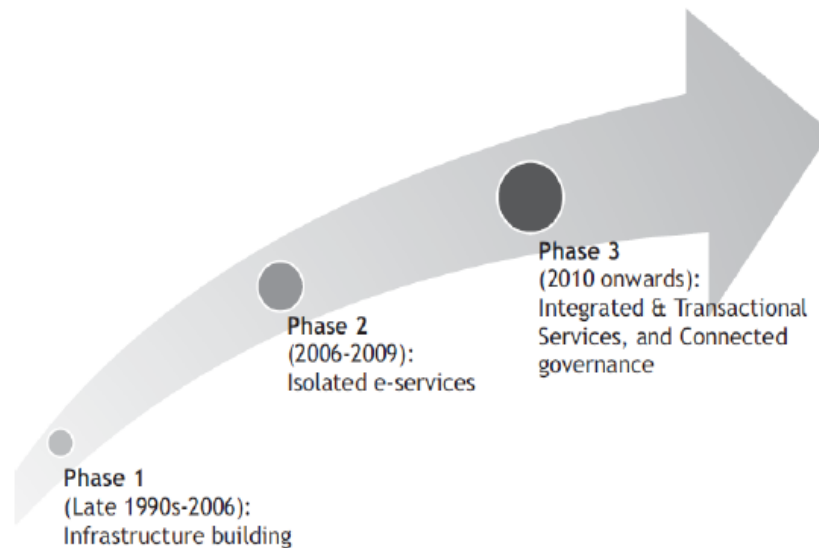 Phase 1
(Late 1990s-2006):
Infrastructure building
Phase 2
(2006-2009):
Isolated e-services
Phase 3
(2010 onwards):
Integrated & Transactional
Services, and Connected
governance